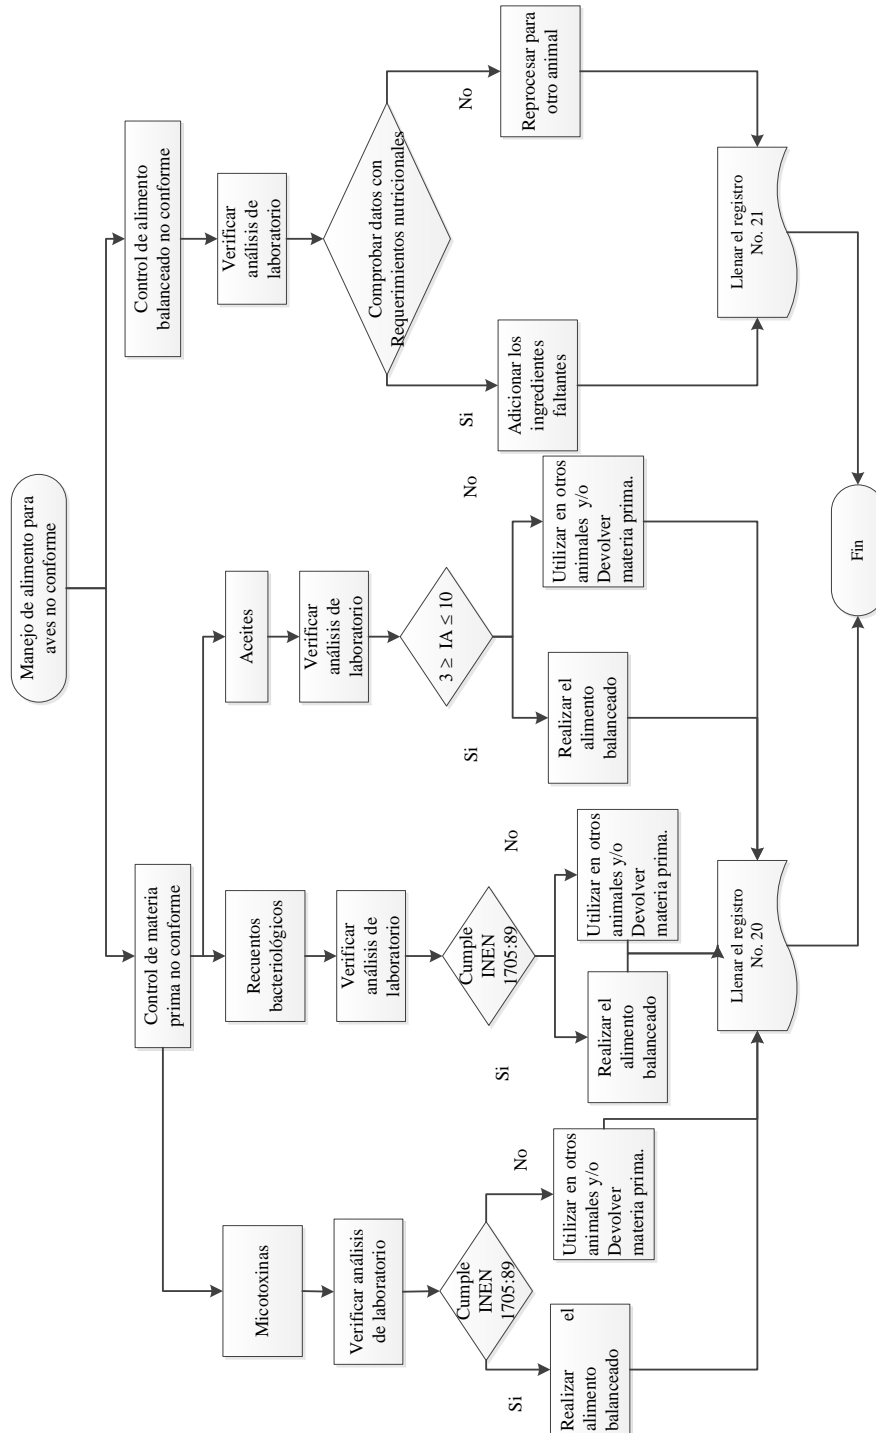 Manejo de alimento para
aves no conforme
Control de materia
prima no conforme
Control de alimento
balanceado no conforme
Micotoxinas
Recuentos
bacteriológicos
Aceites
Verificar
análisis de
laboratorio
Verificar análisis
de laboratorio
Verificar
análisis de
laboratorio
Verificar
análisis de
laboratorio
Comprobar datos con
Requerimientos nutricionales
Cumple
INEN
1705:89
Cumple
INEN
1705:89
3 ≥ IA ≤ 10
Si
No
Si
No
Si
No
Si
No
Realizar el
alimento
balanceado
Utilizar en otros
animales y/o
Devolver
materia prima.
Realizar el
alimento
balanceado
Utilizar en otros
animales y/o
Devolver
materia prima.
Realizar el
alimento
balanceado
Utilizar en otros
animales y/o
Devolver
materia prima.
Adicionar los
ingredientes
faltantes
Reprocesar para
otro animal
Llenar el registro
No. 20
Llenar el registro
No. 21
Fin